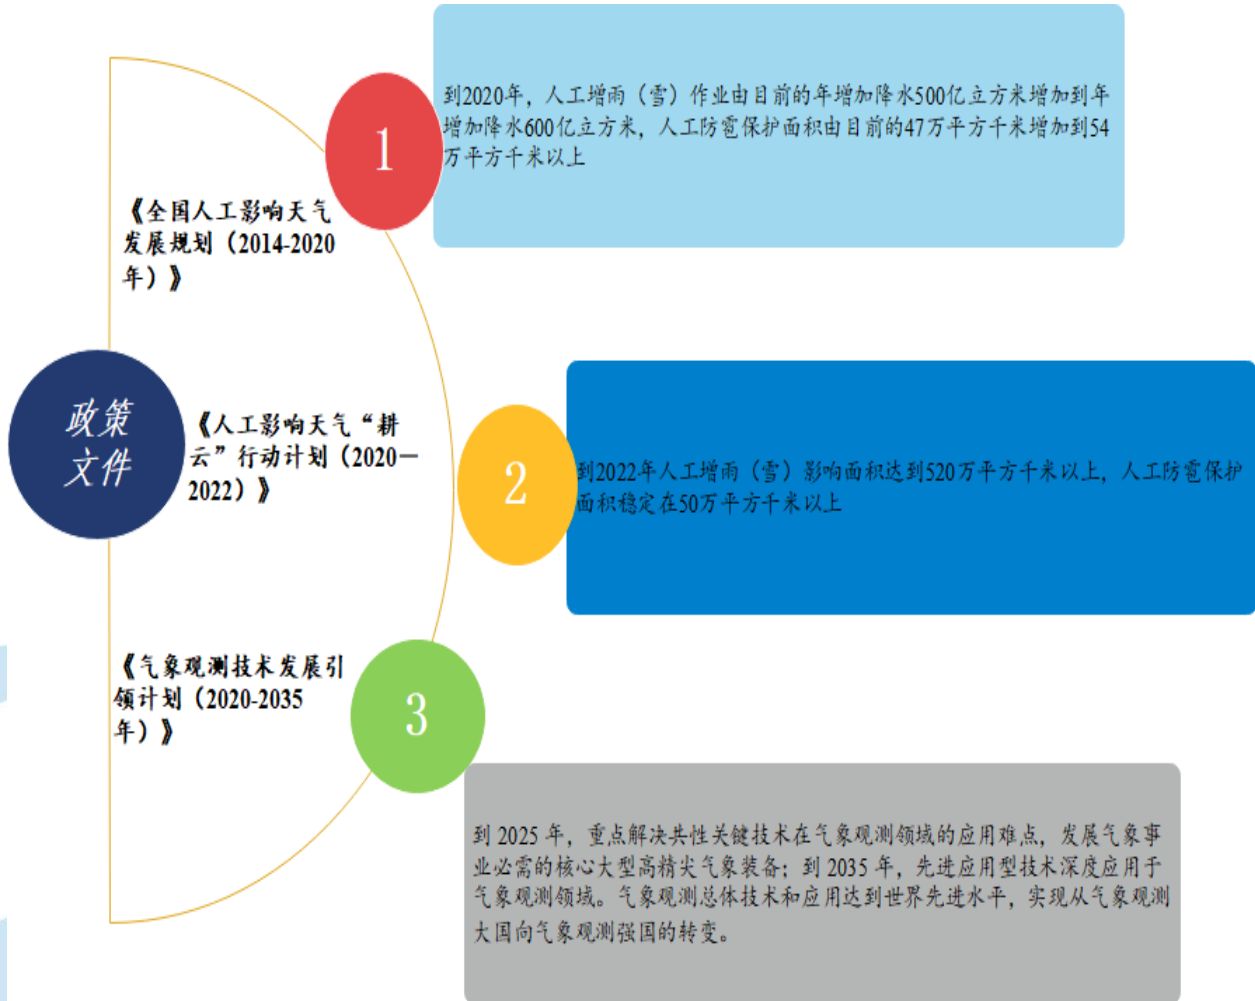 政策
文件
《全国人工影响天气
发展规划（2014-2020
年）》
1
到2020年，人工增雨（雪）作业由目前的年增加降水500亿立方米增加到年
增加降水600亿立方米，人工防雹保护面积由目前的47万平方千米增加到54
万平方千米以上
《人工影响天气“耕
云”行动计划（2020—
2022）》
2
到2022年人工增雨（雪）影响面积达到520万平方千米以上，人工防雹保护
面积稳定在50万平方千米以上
《气象观测技术发展引
领计划（2020-2035
年）》
3
到 2025 年，重点解决共性关键技术在气象观测领域的应用难点，发展气象事
业必需的核心大型高精尖气象装备；到 2035 年，先进应用型技术深度应用于
气象观测领域。气象观测总体技术和应用达到世界先进水平，实现从气象观测
大国向气象观测强国的转变。